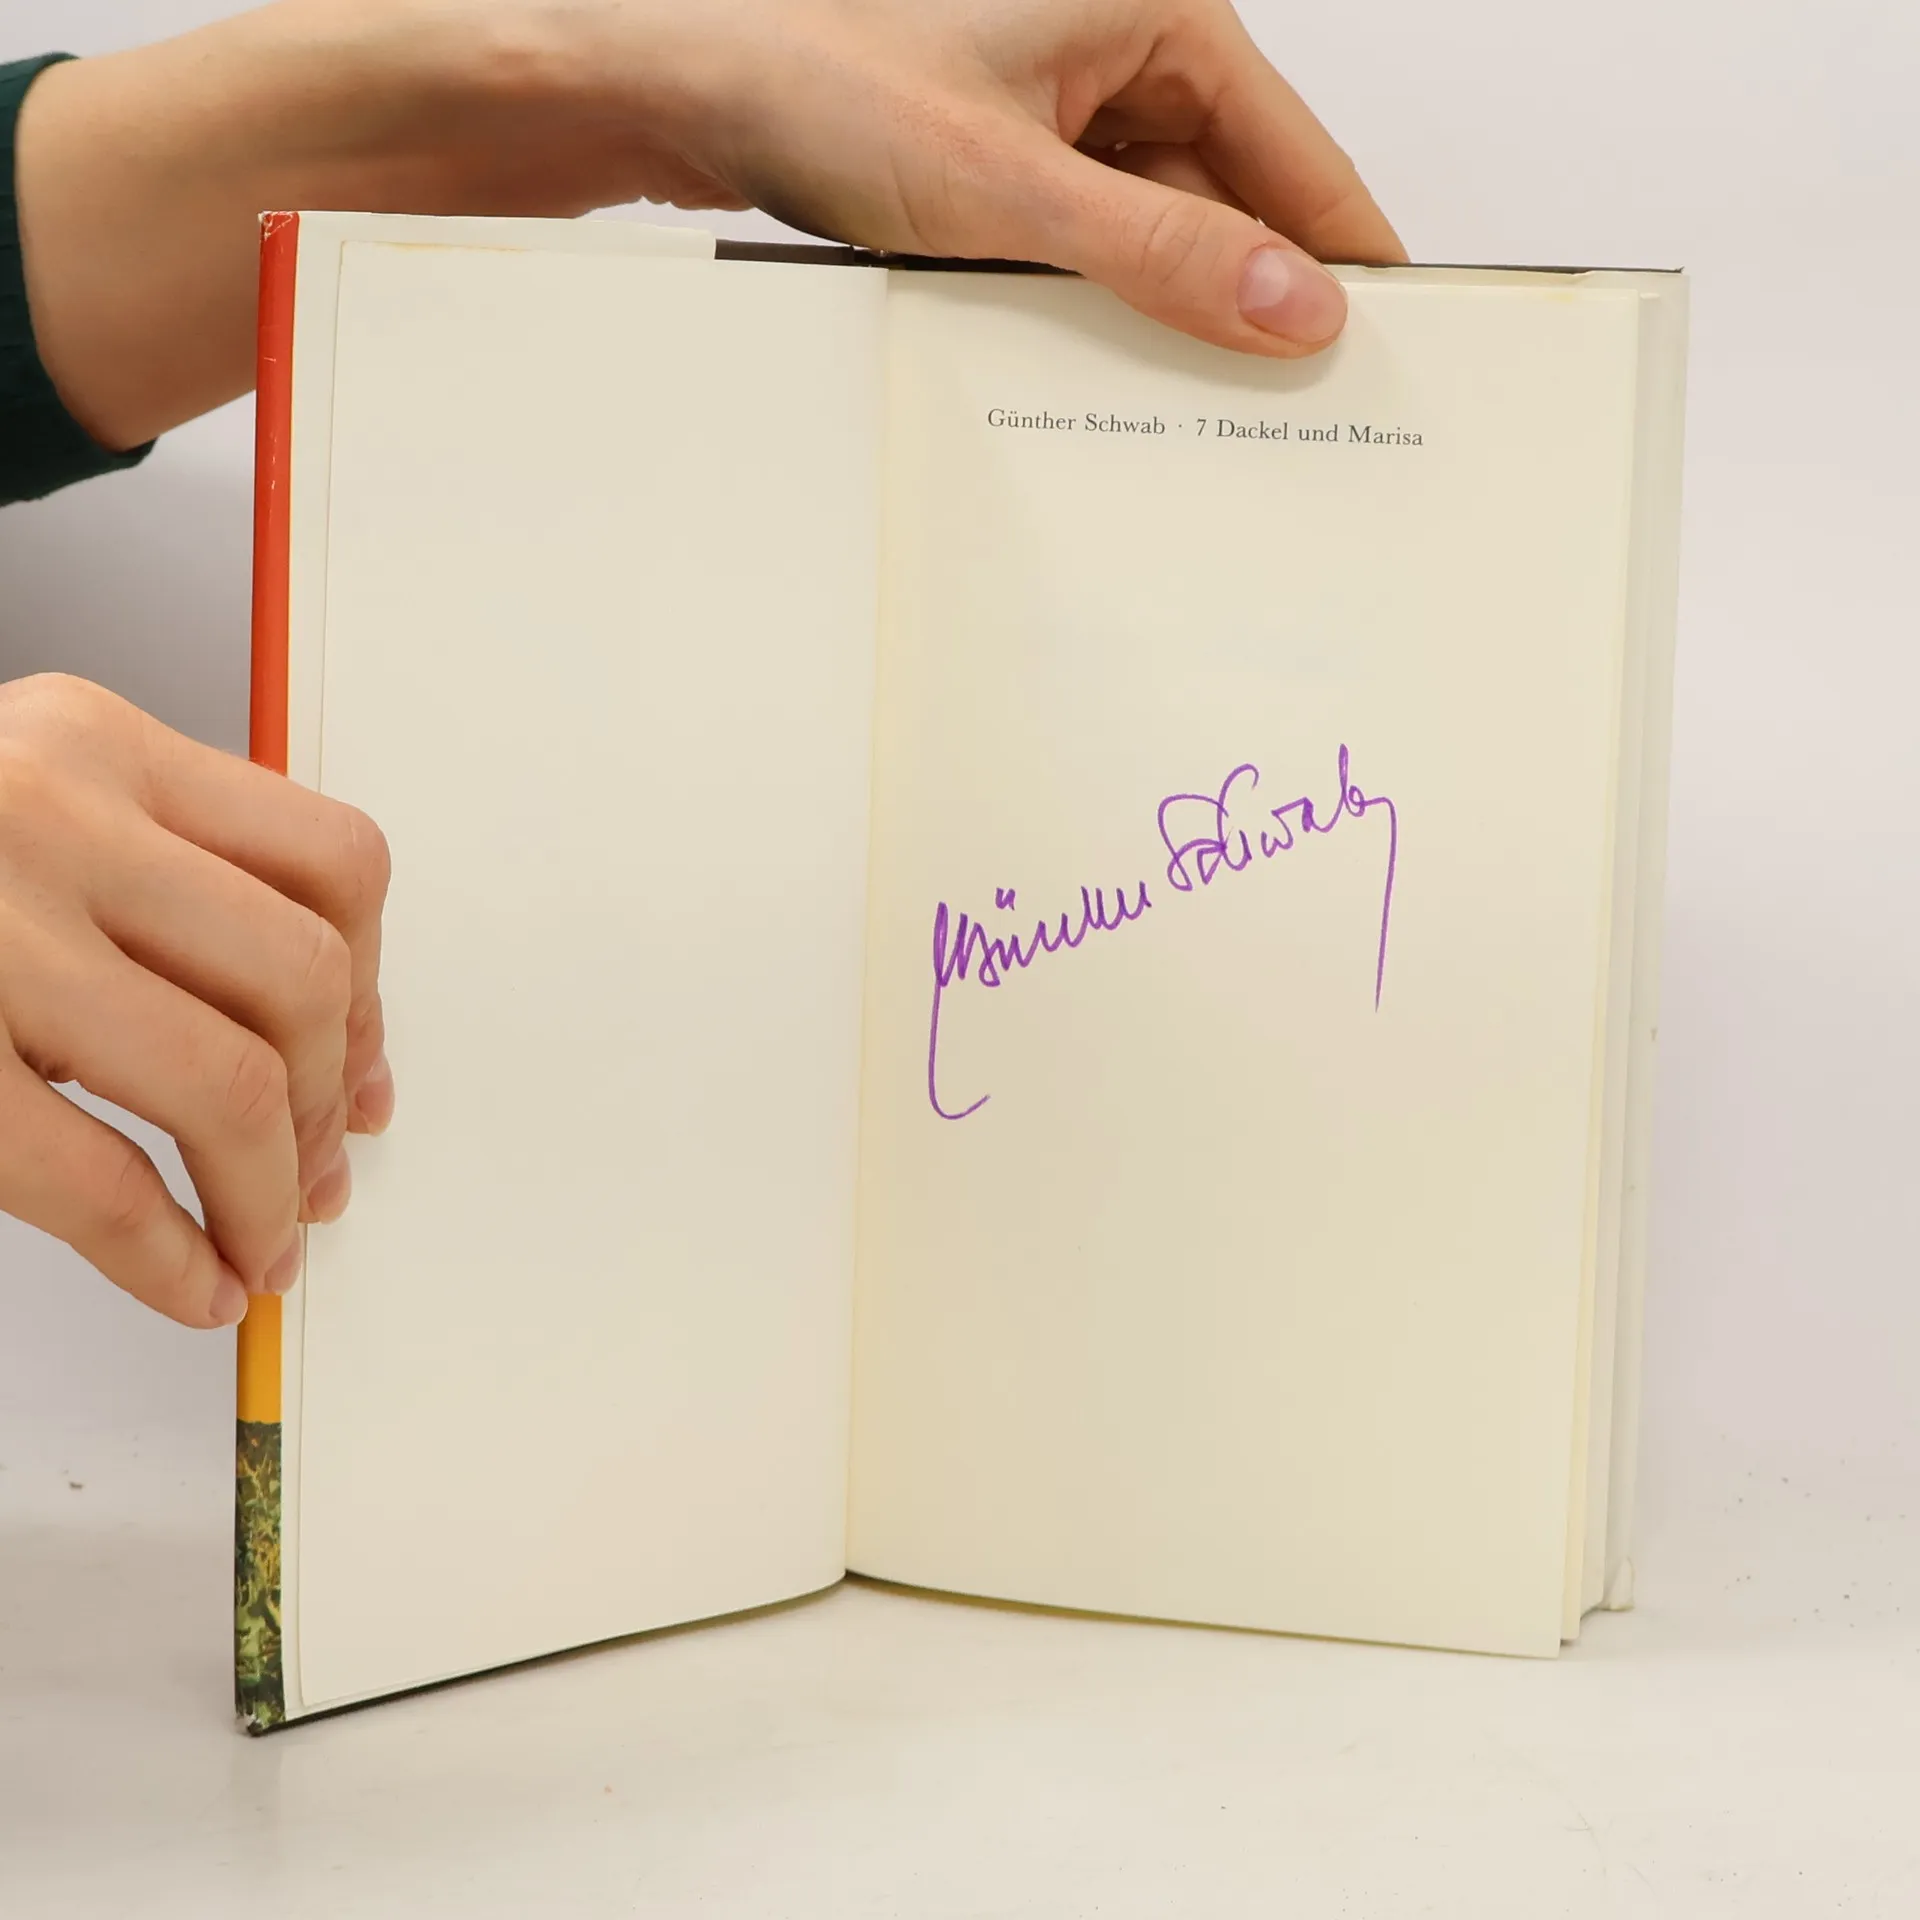 Günther Schwab · 7 Dackel und Marisa
Günther Schwab